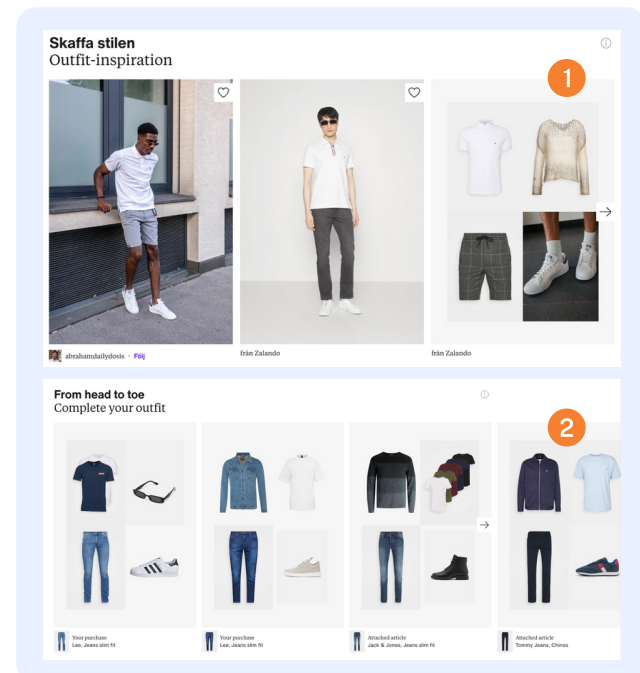 Skaffa stilen
Outfit-inspiration
1
abrahamdailydosis · Följ
från Zalando
från Zalando
From head to toe
Complete your outfit
2
Your purchase
Lee, Jeans slim fit
Your purchase
Lee, Jeans slim fit
Attached article
Jack & Jones, Jeans slim fit
Attached article
Tommy Jeans, Chinos